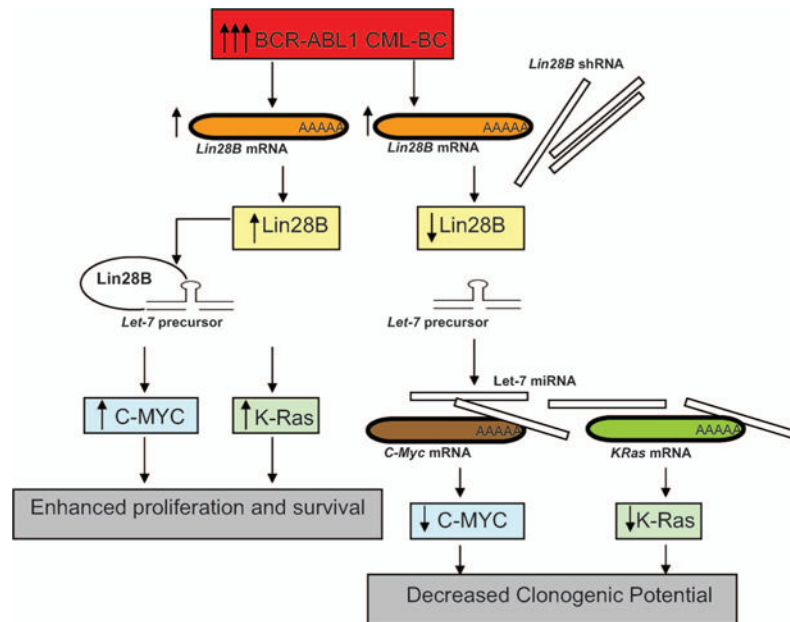 ↑↑↑ BCR-ABL1 CML-BC
Lin28B shRNA
AAAAA
Lin28B mRNA
AAAAA
Lin28B mRNA
↑Lin28B
↓Lin28B
Lin28B
Let-7 precursor
Let-7 precursor
Let-7 miRNA
↑ C-MYC
↑ K-Ras
AAAAA
C-Myc mRNA
AAAAA
KRas mRNA
Enhanced proliferation and survival
↓ C-MYC
↓K-Ras
Decreased Clonogenic Potential